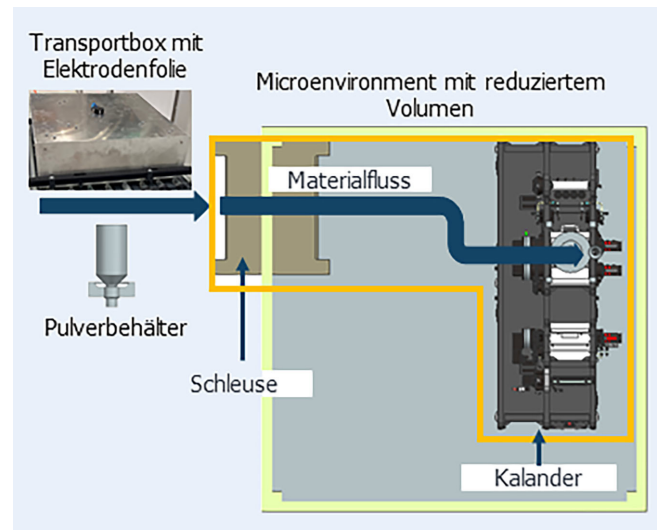 Transportbox mit
Elektrodenfolie
Microenvironment mit reduziertem
Volumen
Materialfluss
Pulverbehälter
Schleuse
Kalander